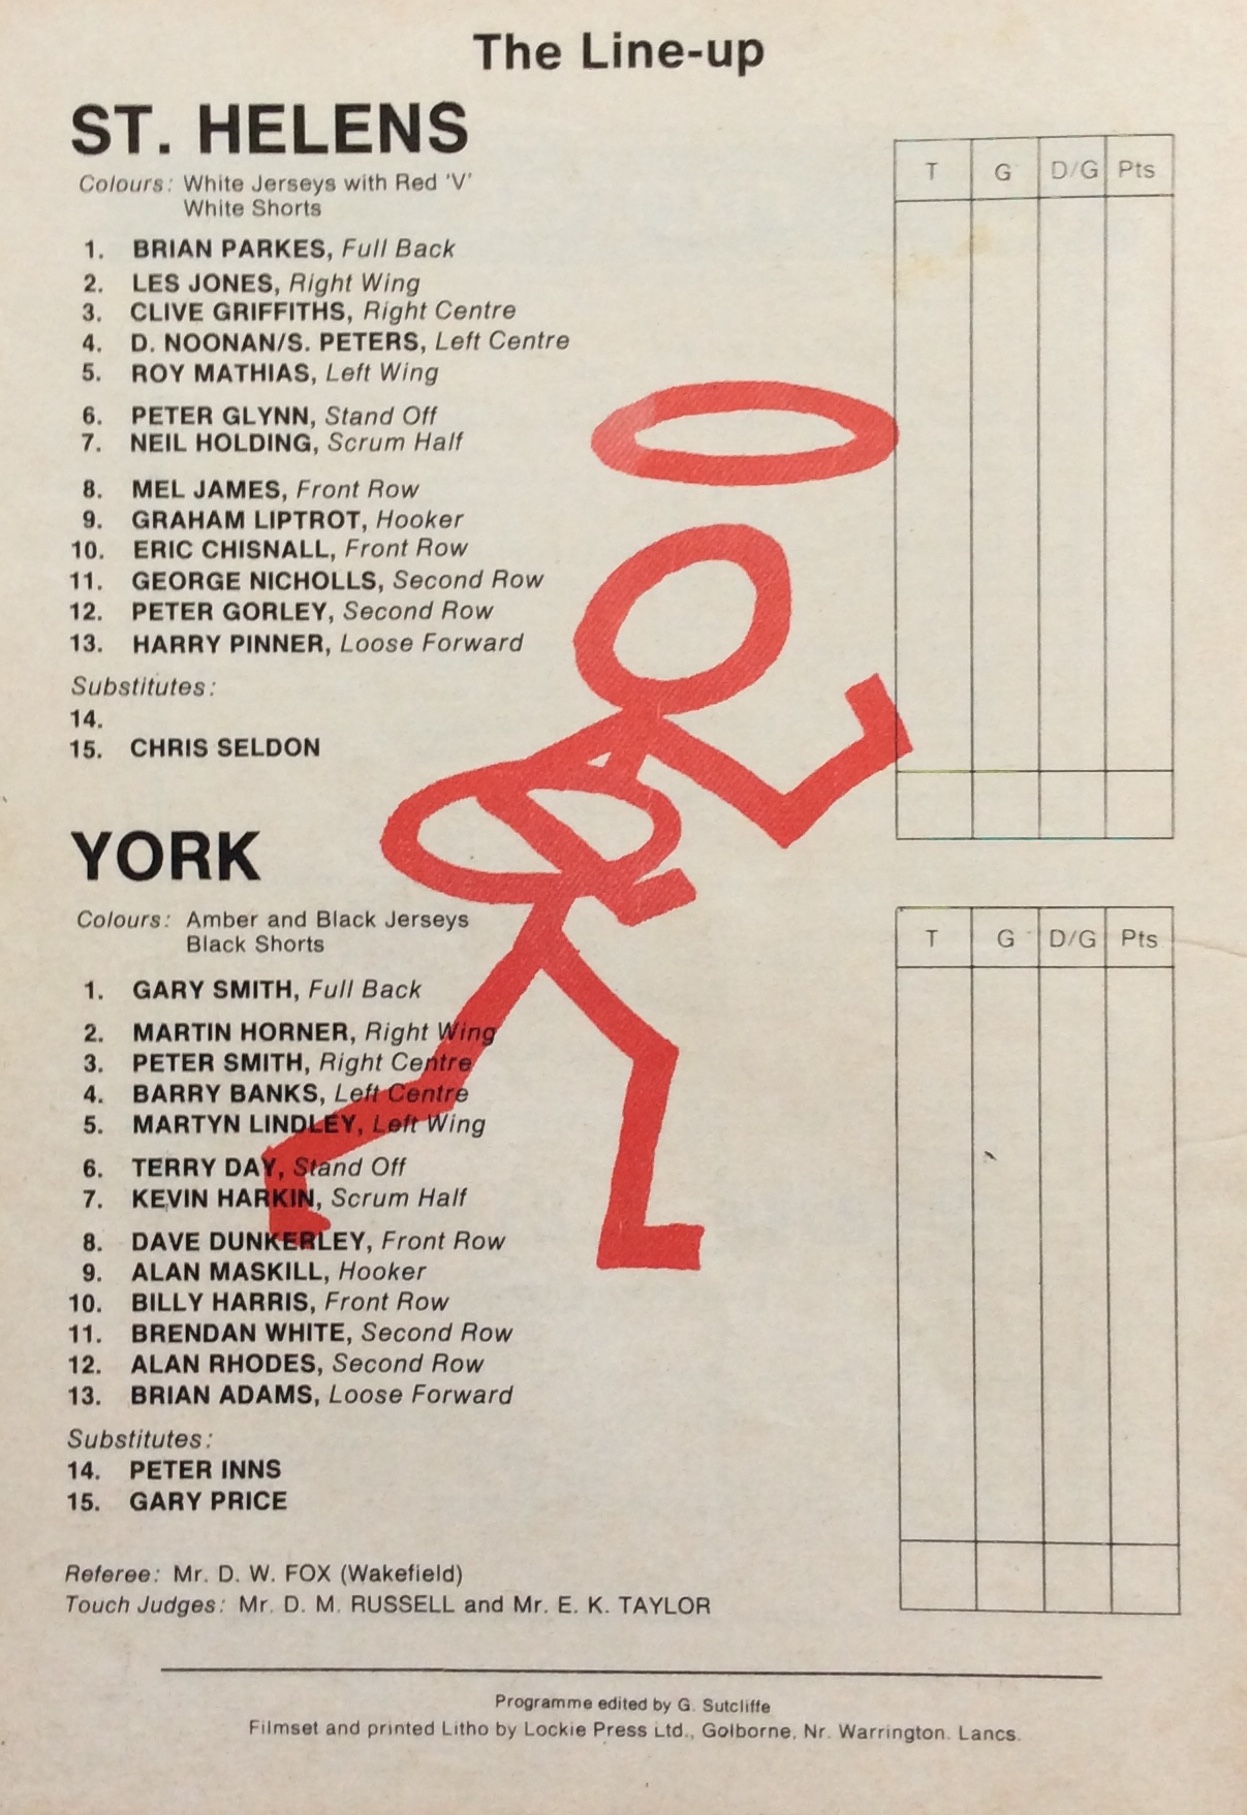 The Line-up
ST. HELENS
Colours: White Jerseys with Red 'V'
White Shorts
T G D/G Pts
1. BRIAN PARKES, Full Back
2. LES JONES, Right Wing
3. CLIVE GRIFFITHS, Right Centre
4. D. NOONAN/S. PETERS, Left Centre
5. ROY MATHIAS, Left Wing
6. PETER GLYNN, Stand Off
7. NEIL HOLDING, Scrum Half
8. MEL JAMES, Front Row
9. GRAHAM LIPTROT, Hooker
10. ERIC CHISNALL, Front Row
11. GEORGE NICHOLLS, Second Row
12. PETER GORLEY, Second Row
13. HARRY PINNER, Loose Forward
Substitutes:
14.
15. CHRIS SELDON
YORK
Colours: Amber and Black Jerseys
Black Shorts
T G D/G Pts
1. GARY SMITH, Full Back
2. MARTIN HORNER, Right Wing
3. PETER SMITH, Right Centre
4. BARRY BANKS, Left Centre
5. MARTYN LINDLEY, Left Wing
6. TERRY DAY, Stand Off
7. KEVIN HARKIN, Scrum Half
8. DAVE DUNKERLEY, Front Row
9. ALAN MASKILL, Hooker
10. BILLY HARRIS, Front Row
11. BRENDAN WHITE, Second Row
12. ALAN RHODES, Second Row
13. BRIAN ADAMS, Loose Forward
Substitutes:
14. PETER INNS
15. GARY PRICE
Referee: Mr. D. W. FOX (Wakefield)
Touch Judges: Mr. D. M. RUSSELL and Mr. E. K. TAYLOR
Programme edited by G. Sutcliffe
Filmset and printed Litho by Lockie Press Ltd., Golborne, Nr. Warrington. Lancs.